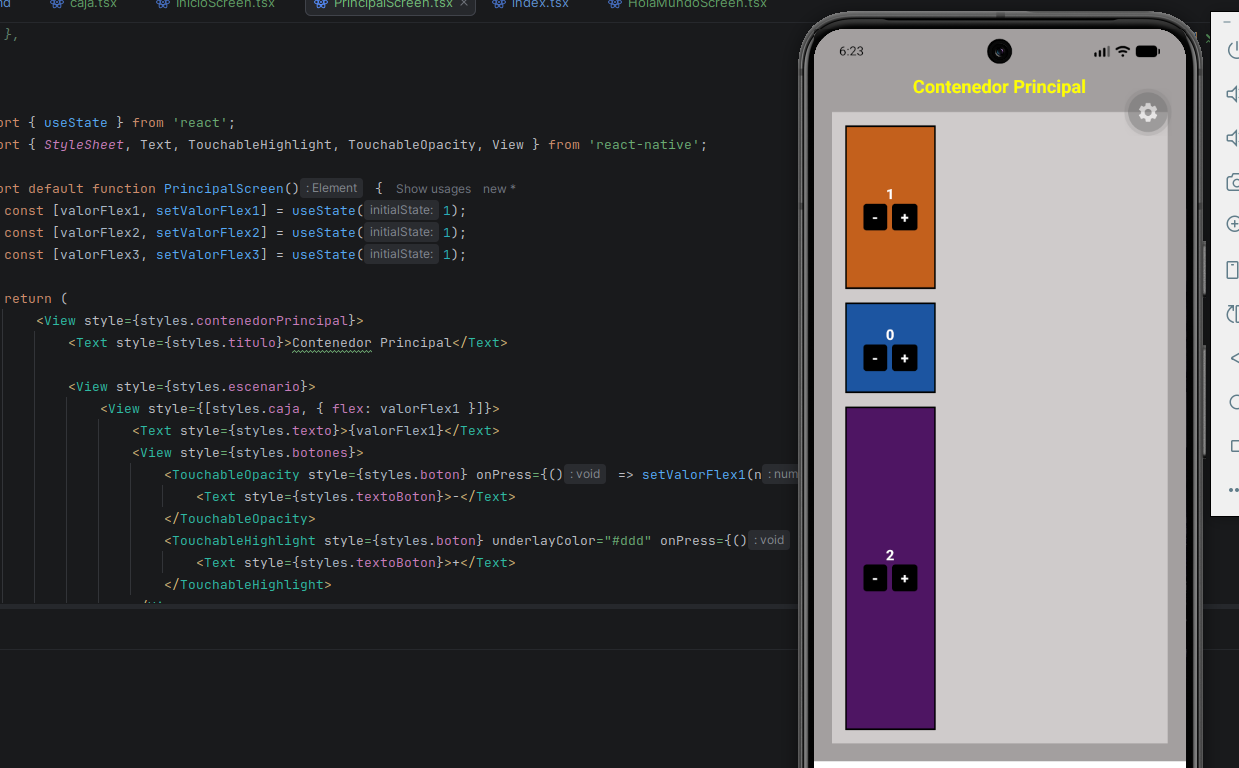 caja.tsx InicioScreen.tsx PrincipalScreen.tsx × index.tsx HolaMundoScreen.tsx
},
ort { useState } from 'react';
ort { StyleSheet, Text, TouchableHighlight, TouchableOpacity, View } from 'react-native';
ort default function PrincipalScreen() : Element { Show usages new *
const [valorFlex1, setValorFlex1] = useState( initialState: 1);
const [valorFlex2, setValorFlex2] = useState( initialState: 1);
const [valorFlex3, setValorFlex3] = useState( initialState: 1);
return (
<View style={styles.contenedorPrincipal}>
<Text style={styles.titulo}>Contenedor Principal</Text>
<View style={styles.escenario}>
<View style={[styles.caja, { flex: valorFlex1 }]}>
<Text style={styles.texto}>{valorFlex1}</Text>
<View style={styles.botones}>
<TouchableOpacity style={styles.boton} onPress={() : void => setValorFlex1(n : num
<Text style={styles.textoBoton}>-</Text>
</TouchableOpacity>
<TouchableHighlight style={styles.boton} underlayColor="#ddd" onPress={() : void
<Text style={styles.textoBoton}>+</Text>
</TouchableHighlight>
6:23
Contenedor Principal
1
- +
0
- +
2
- +